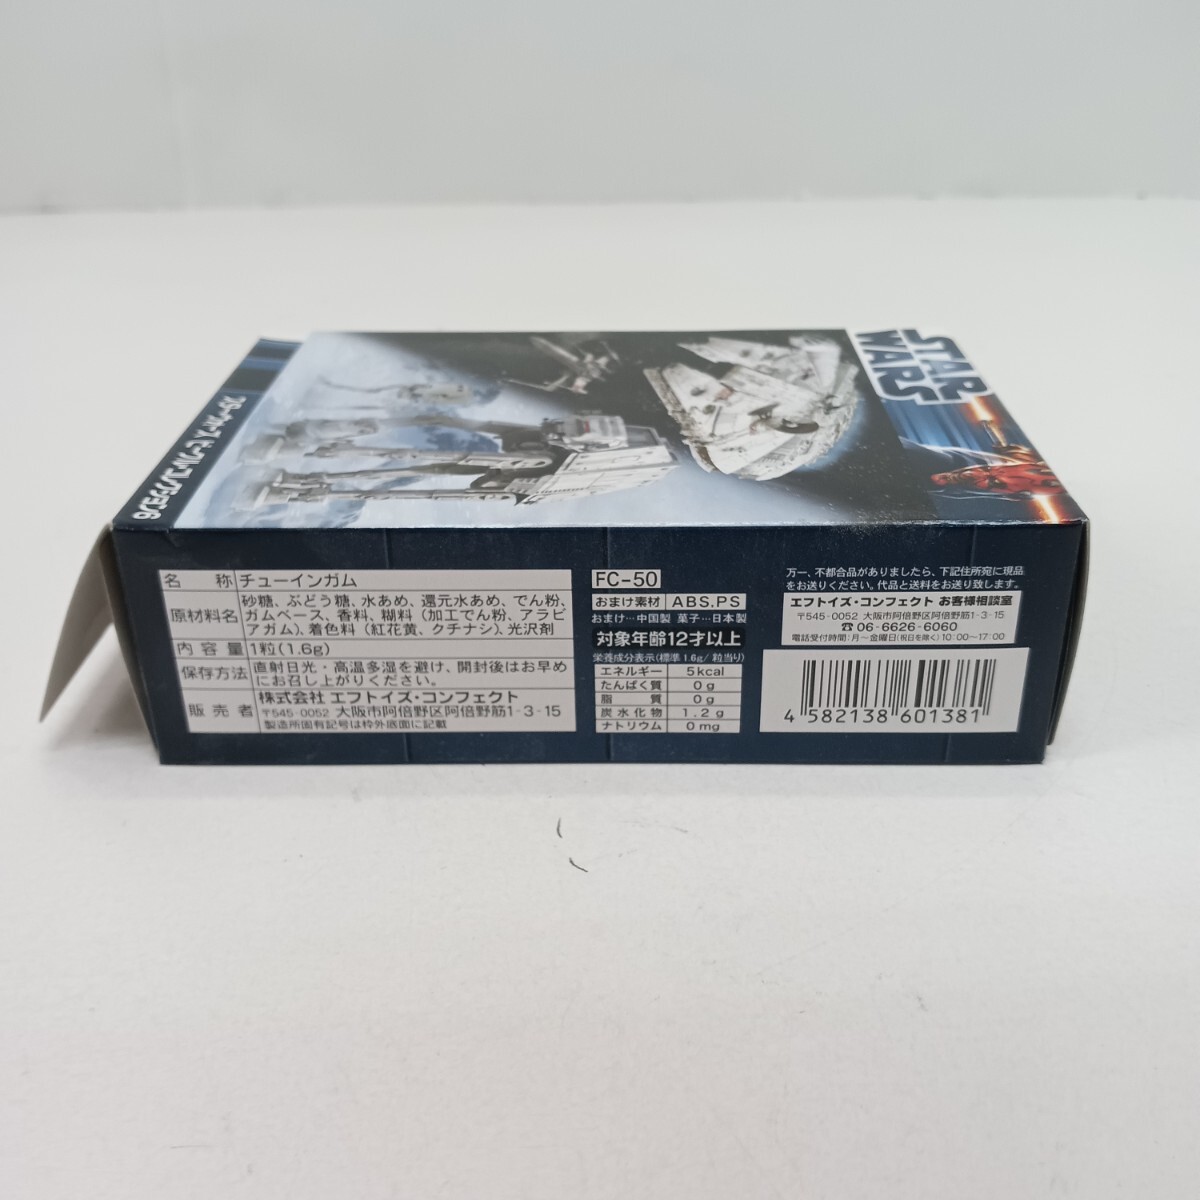 STAR
WARS
スター・ウォーズ ビークルコレクション6
名 称 チューインガム
原材料名 砂糖、ぶどう糖、水あめ、還元水あめ、でん粉、
ガムベース、香料、糊料（加工でん粉、アラビ
アガム）、着色料（紅花黄、クチナシ）、光沢剤
内 容 量 1粒(1.6g)
保存方法 直射日光・高温多湿を避け、開封後はお早め
にお召し上がりください。
販 売 者 株式会社 エフトイズ・コンフェクト
〒545-0052 大阪市阿倍野区阿倍野筋1-3-15
製造所固有記号は枠外底面に記載
FC-50
おまけ素材 ABS,PS
おまけ…中国製 菓子…日本製
対象年齢12才以上
栄養成分表示(標準 1.6g/粒当り)
エネルギー 5kcal
たんぱく質 0g
脂 質 0g
炭水化物 1.2g
ナトリウム 0mg
万一、不都合品がありましたら、下記住所宛に現品
をお送りください。代品と送料をお送り致します。
エフトイズ・コンフェクト お客様相談室
〒545-0052 大阪市阿倍野区阿倍野筋1-3-15
☎ 06-6626-6060
電話受付時間：月〜金曜日(祝日を除く) 10：00〜17：00
4 582138 601381